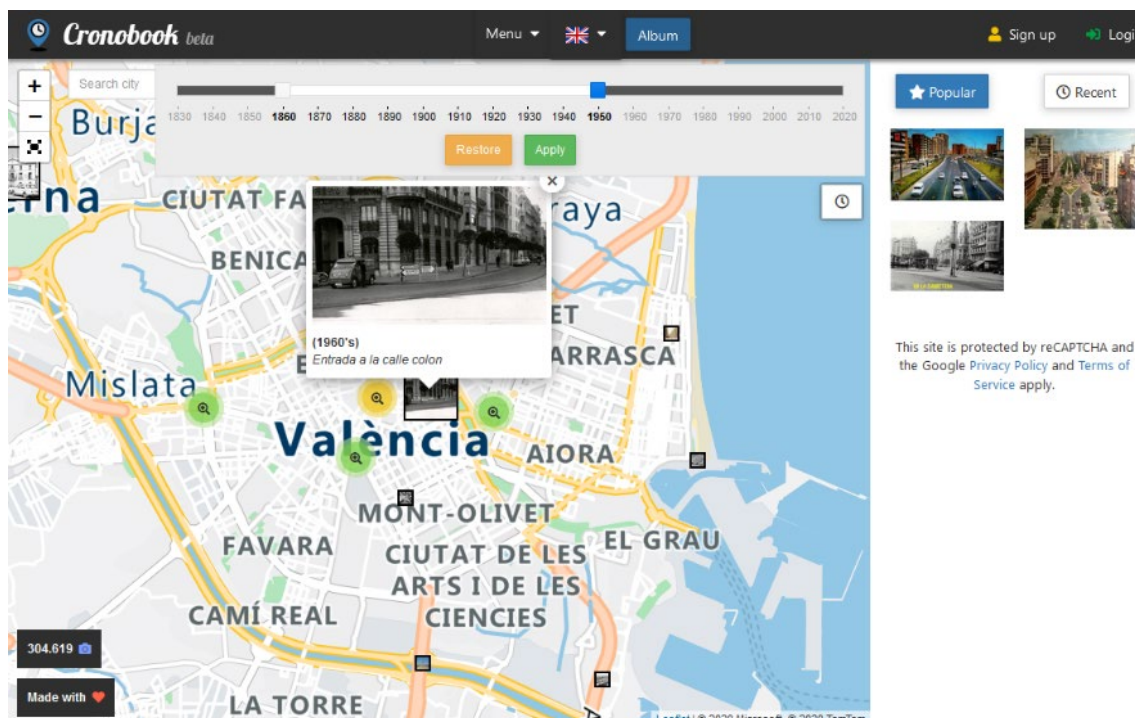 Cronobook beta
Menu
Album
Sign up
Logi
+
Search city
−
1830 1840 1850 1860 1870 1880 1890 1900 1910 1920 1930 1940 1950 1960 1970 1980 1990 2000 2010 2020
Restore Apply
Popular
Recent
Burja
rna
CIUTAT FA
raya
BENICA
ET
(1960's)
Entrada a la calle colon
E
ARRASCA
Mislata
València
AIORA
MONT-OLIVET
FAVARA
CIUTAT DE LES
ARTS I DE LES
CIENCIES
EL GRAU
CAMÍ REAL
304.619
Made with
LA TORRE
This site is protected by reCAPTCHA and
the Google Privacy Policy and Terms of
Service apply.